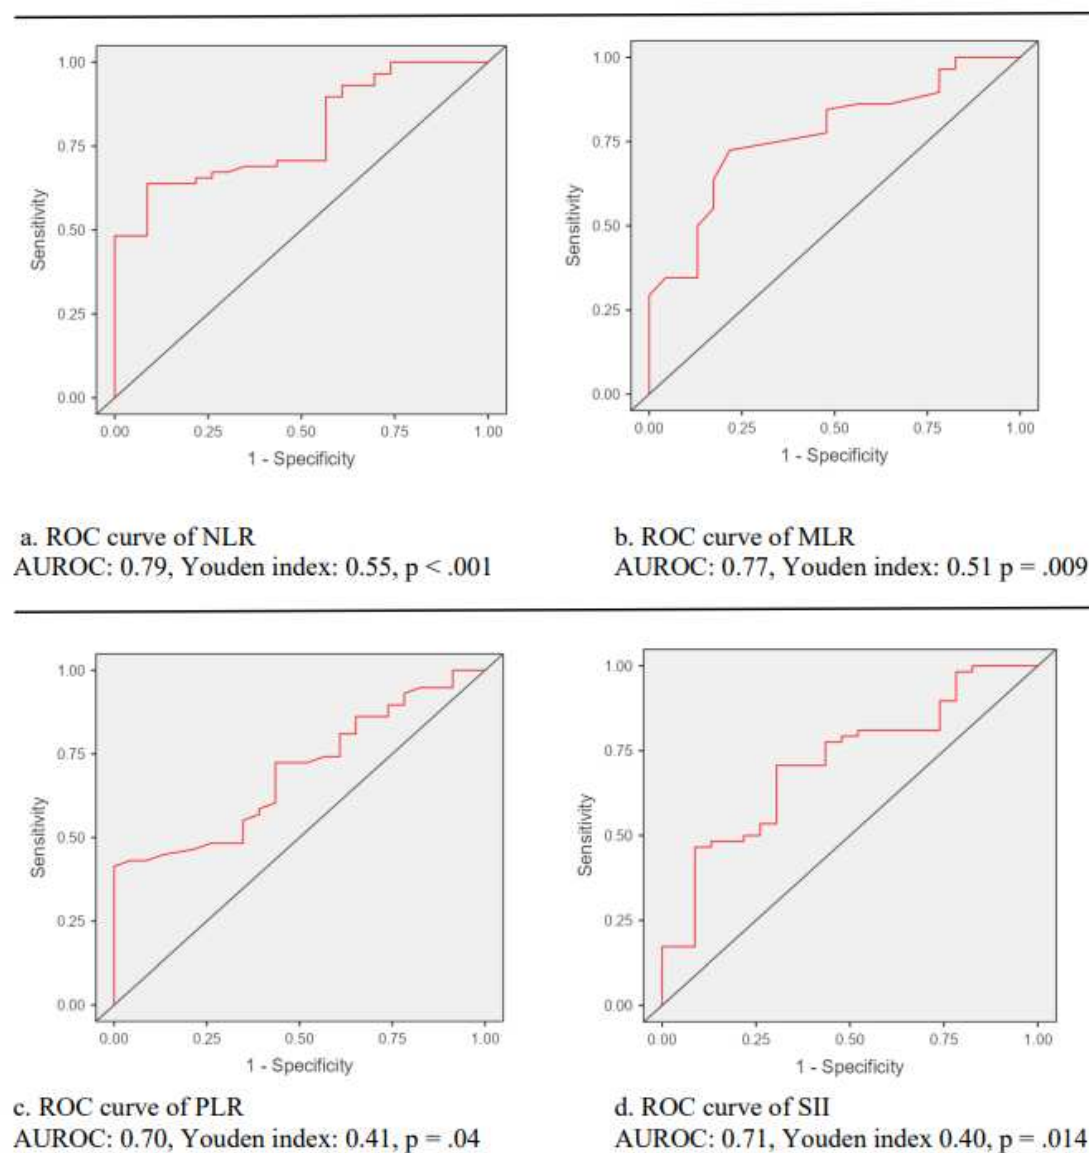 1.00
0.75
0.50
0.25
0.00
Sensitivity
0.00 0.25 0.50 0.75 1.00
1 - Specificity
a. ROC curve of NLR
AUROC: 0.79, Youden index: 0.55, p < .001
1.00
0.75
0.50
0.25
0.00
Sensitivity
0.00 0.25 0.50 0.75 1.00
1 - Specificity
b. ROC curve of MLR
AUROC: 0.77, Youden index: 0.51 p = .009
1.00
0.75
0.50
0.25
0.00
Sensitivity
0.00 0.25 0.50 0.75 1.00
1 - Specificity
c. ROC curve of PLR
AUROC: 0.70, Youden index: 0.41, p = .04
1.00
0.75
0.50
0.25
0.00
Sensitivity
0.00 0.25 0.50 0.75 1.00
1 - Specificity
d. ROC curve of SII
AUROC: 0.71, Youden index 0.40, p = .014